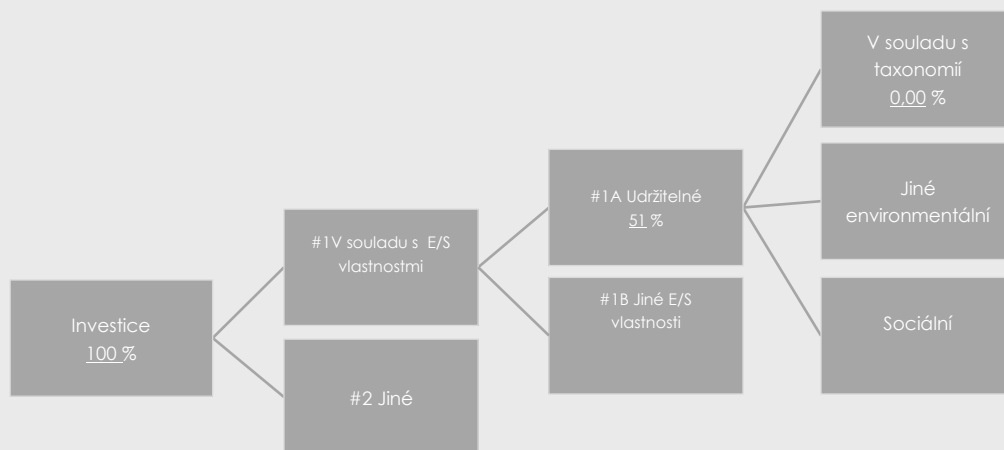 Investice
100 %
#1V souladu s E/S
vlastnostmi
#2 Jiné
#1A Udržitelné
51 %
#1B Jiné E/S
vlastnosti
V souladu s
taxonomií
0,00 %
Jiné
environmentální
Sociální